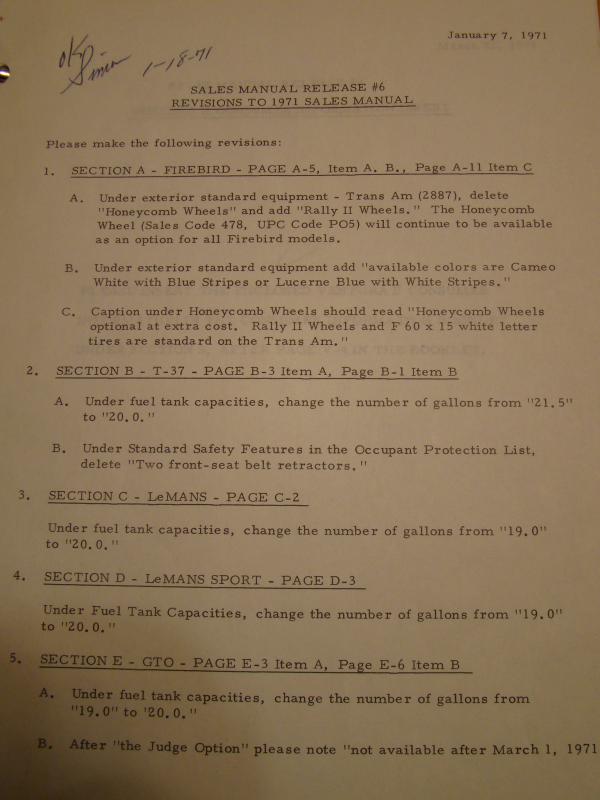 January 7, 1971
OK
1-18-71
SALES MANUAL RELEASE #6
REVISIONS TO 1971 SALES MANUAL
Please make the following revisions:
1. SECTION A - FIREBIRD - PAGE A-5, Item A. B., Page A-11 Item C
A. Under exterior standard equipment - Trans Am (2887), delete
"Honeycomb Wheels" and add "Rally II Wheels." The Honeycomb
Wheel (Sales Code 478, UPC Code PO5) will continue to be available
as an option for all Firebird models.
B. Under exterior standard equipment add "available colors are Cameo
White with Blue Stripes or Lucerne Blue with White Stripes."
C. Caption under Honeycomb Wheels should read "Honeycomb Wheels
optional at extra cost. Rally II Wheels and F 60 x 15 white letter
tires are standard on the Trans Am."
2. SECTION B - T-37 - PAGE B-3 Item A, Page B-1 Item B
A. Under fuel tank capacities, change the number of gallons from "21.5"
to "20.0."
B. Under Standard Safety Features in the Occupant Protection List,
delete "Two front-seat belt retractors."
3. SECTION C - LeMANS - PAGE C-2
Under fuel tank capacities, change the number of gallons from "19.0"
to "20.0."
4. SECTION D - LeMANS SPORT - PAGE D-3
Under Fuel Tank Capacities, change the number of gallons from "19.0"
to "20.0."
5. SECTION E - GTO - PAGE E-3 Item A, Page E-6 Item B
A. Under fuel tank capacities, change the number of gallons from
"19.0" to '20.0."
B. After "the Judge Option" please note "not available after March 1, 1971